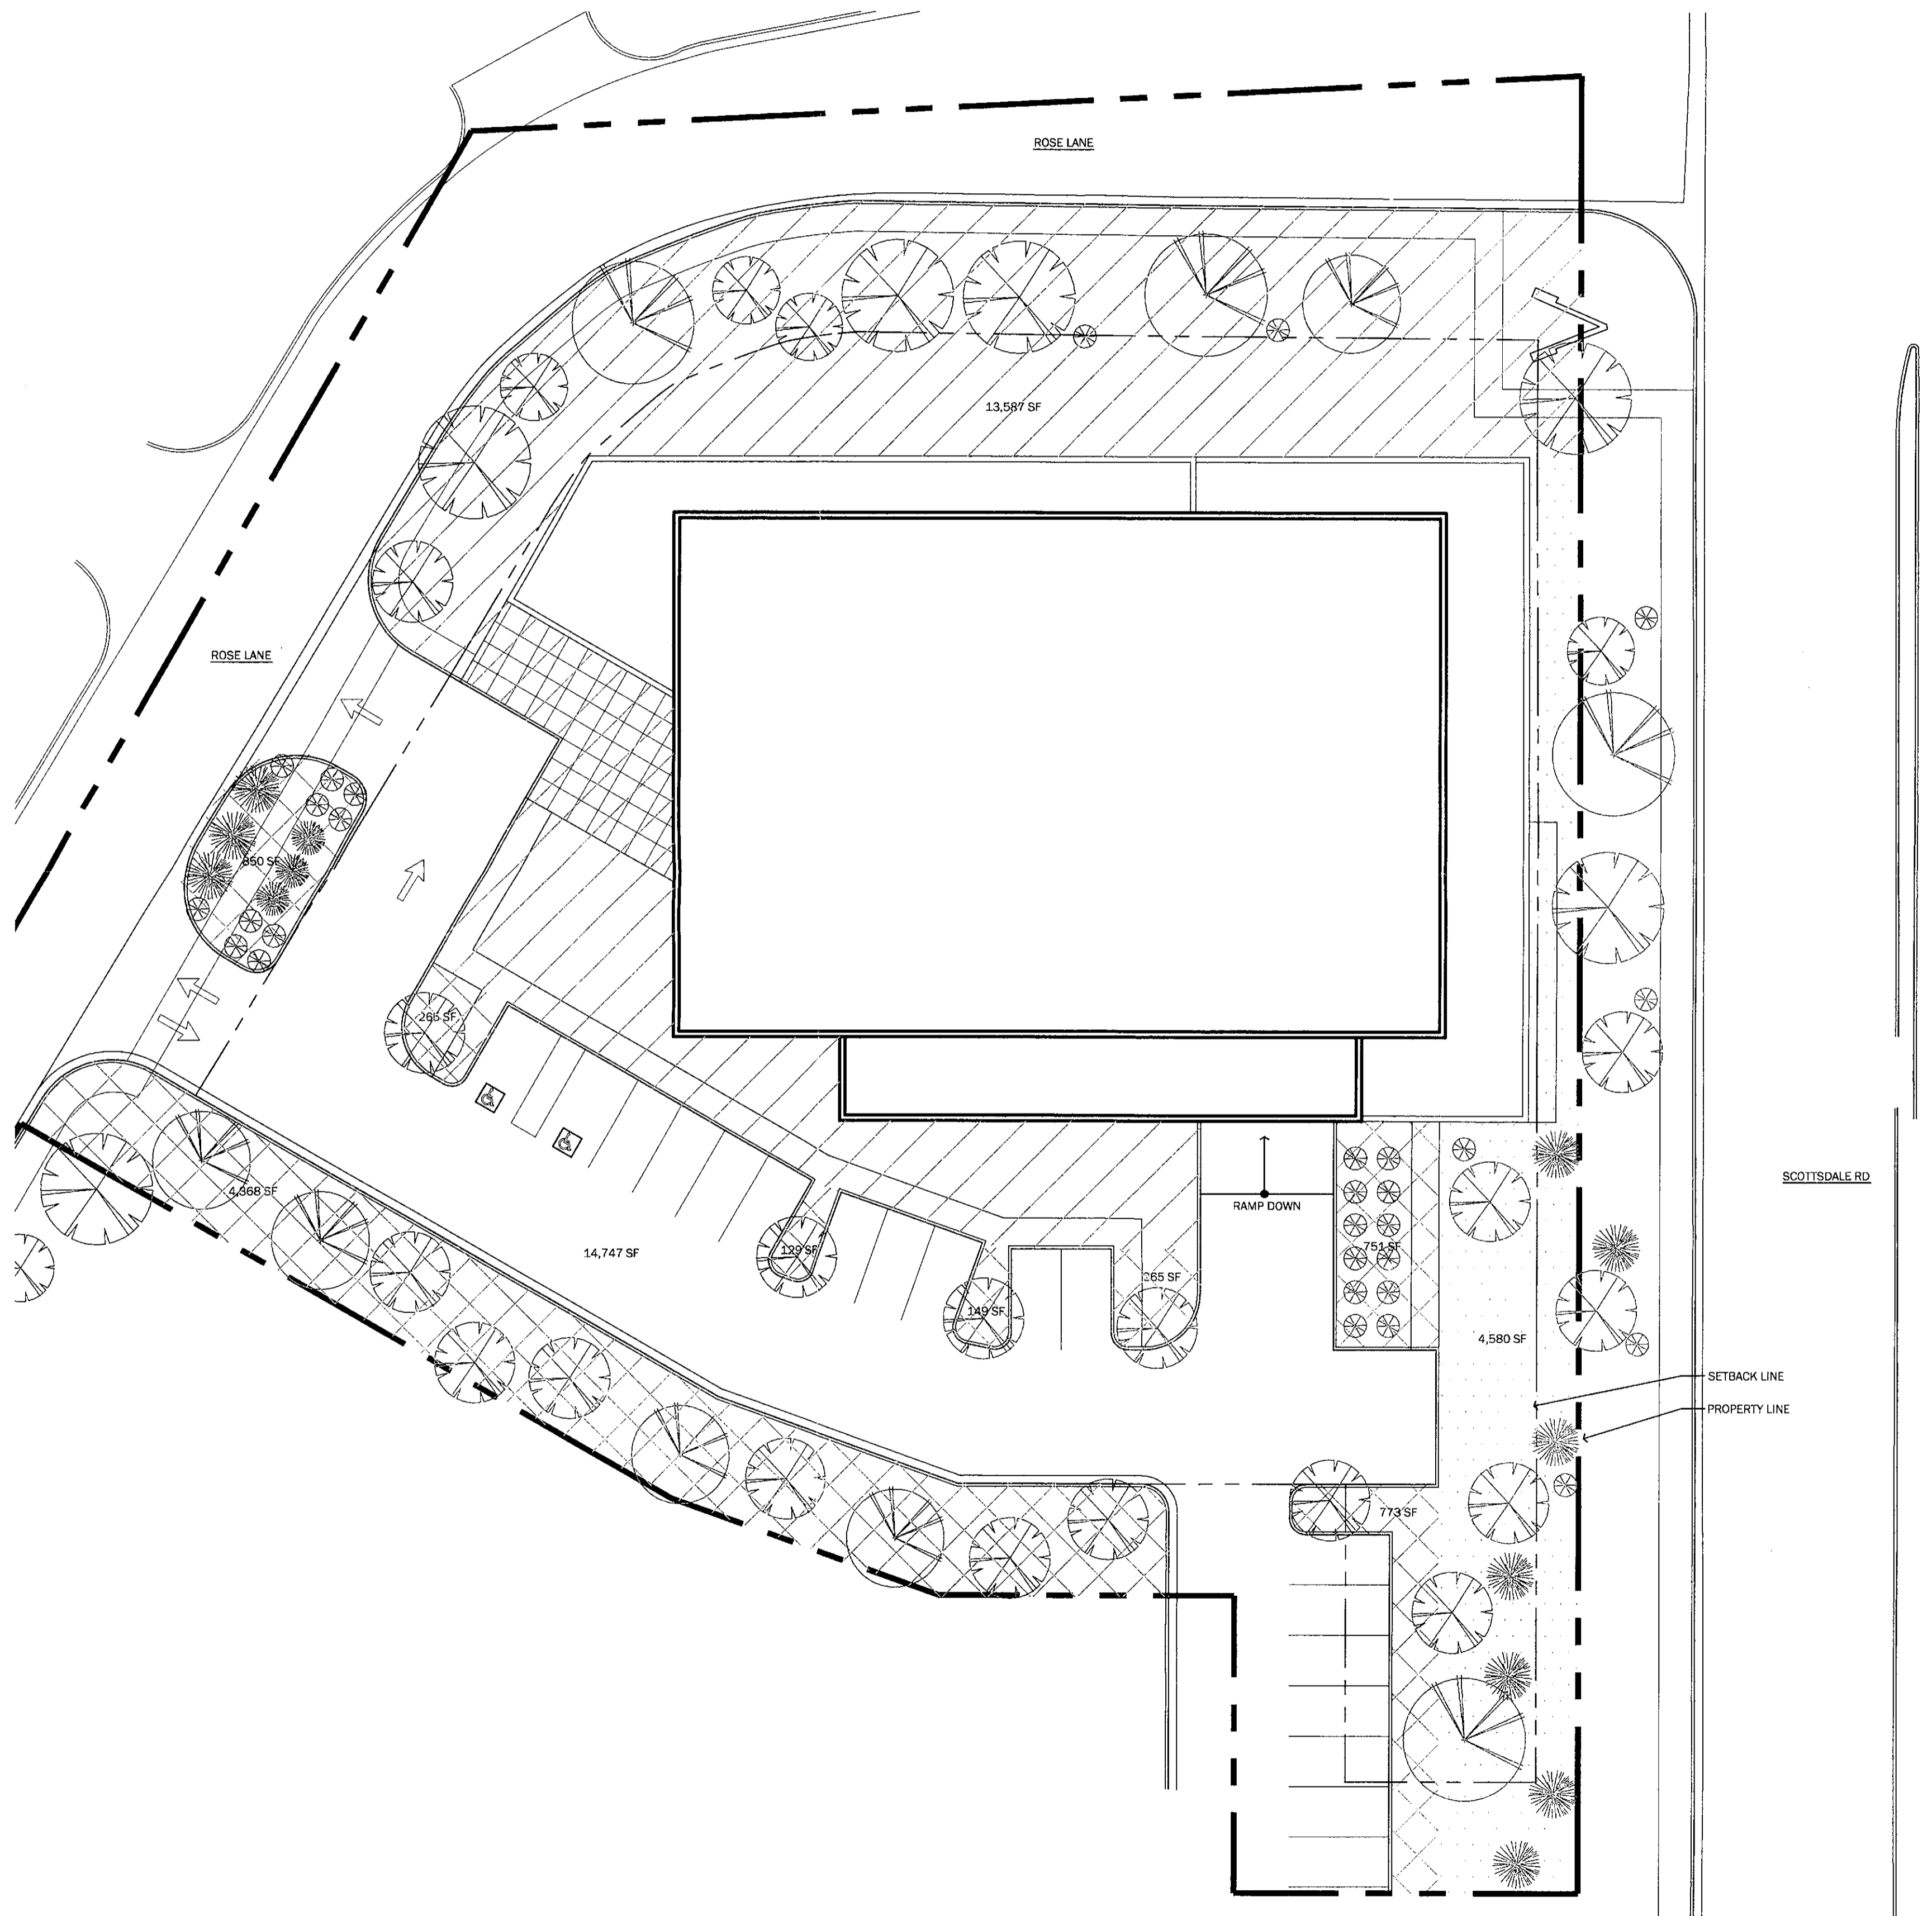 ROSE LANE
13,587 SF
ROSE LANE
850 SF
265 SF
SCOTTSDALE RD
4,368 SF
RAMP DOWN
14,747 SF
129 SF
751 SF
265 SF
149 SF
4,580 SF
SETBACK LINE
PROPERTY LINE
773 SF